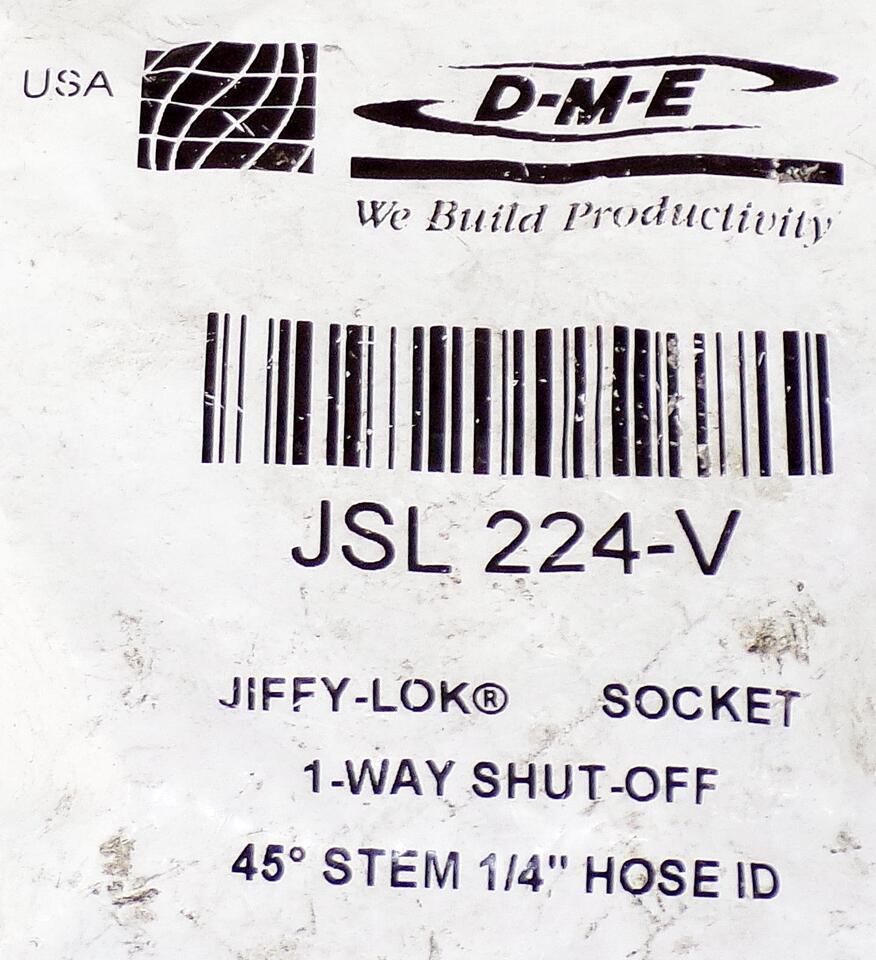 USA
D-M-E
We Build Productivity
JSL 224-V
JIFFY-LOK® SOCKET
1-WAY SHUT-OFF
45° STEM 1/4" HOSE ID